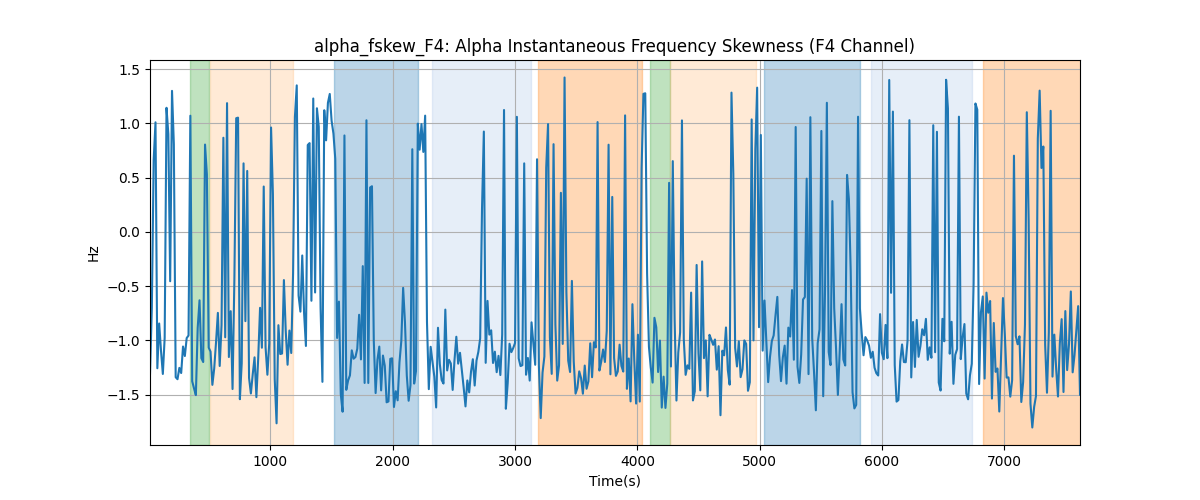 alpha_fskew_F4: Alpha Instantaneous Frequency Skewness (F4 Channel)
1.5
1.0
0.5
0.0
−0.5
−1.0
−1.5
Hz
1000 2000 3000 4000 5000 6000 7000
Time(s)